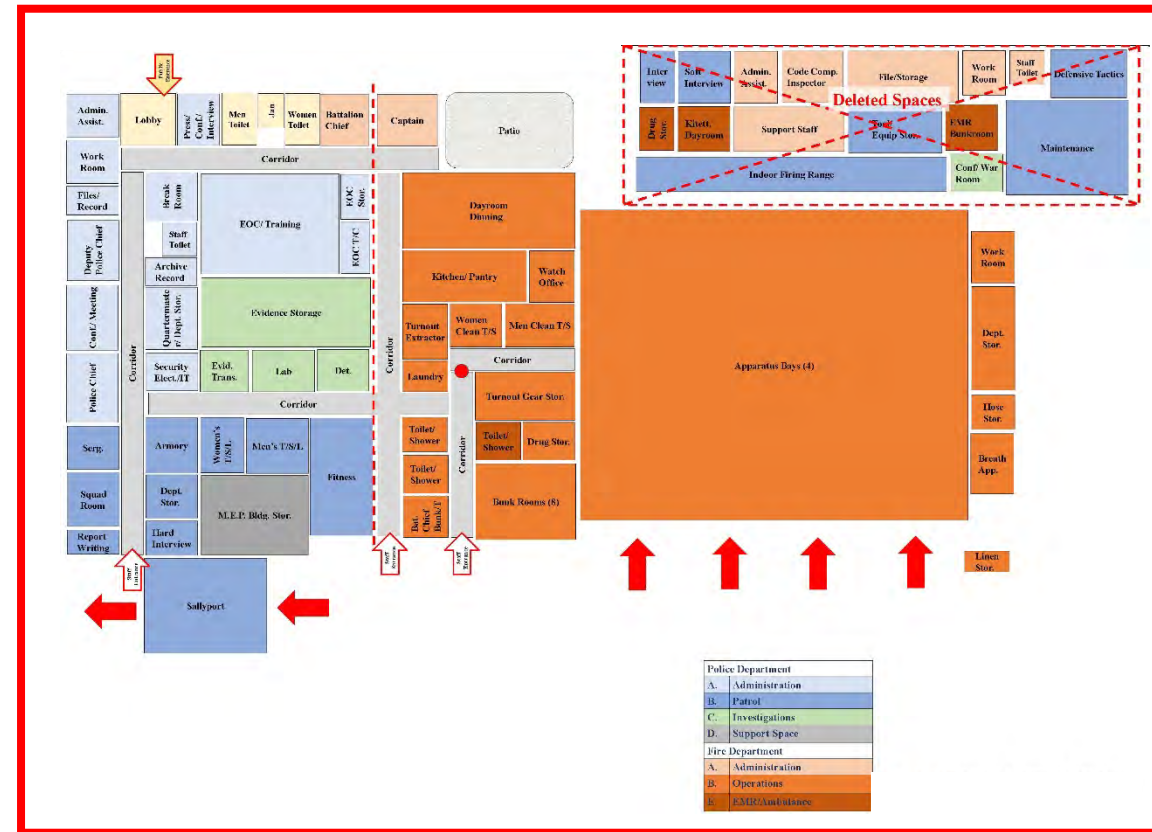 Public
Entrance
Admin.
Assist.
Lobby
Press/
Conf./
Interview
Men
Toilet
Jan
Women
Toilet
Battalion
Chief
Captain
Patio
Corridor
Work
Room
Files/
Record
Deputy
Police Chief
Conf./ Meeting
Police Chief
Serg.
Squad
Room
Report
Writing
Corridor
Break
Room
Staff
Toilet
Archive
Record
Quartermaste
r/ Dept. Stor.
Security
Elect./IT
EOC/ Training
EOC
Stor.
EOC T/C
Evidence Storage
Evid.
Trans.
Lab
Det.
Corridor
Armory
Women's
T/S/L
Men's T/S/L
Fitness
Dept.
Stor.
M.E.P. Bldg. Stor.
Hard
Interview
Staff
Entrance
Sallyport
Corridor
Dayroom
Dinning
Kitchen/ Pantry
Watch
Office
Turnout
Extractor
Women
Clean T/S
Men Clean T/S
Corridor
Laundry
Turnout Gear Stor.
Toilet/
Shower
Toilet/
Shower
Bat.
Chief
Bunk/T
Corridor
Toilet/
Shower
Drug Stor.
Bunk Rooms (6)
Staff
Entrance
Staff
Entrance
Apparatus Bays (4)
Work
Room
Dept.
Stor.
Hose
Stor.
Breath
App.
Linen
Stor.
Inter
view
Soft
Interview
Admin.
Assist.
Code Comp.
Inspector
File/Storage
Work
Room
Staff
Toilet
Defensive Tactics
Deleted Spaces
Drug
Stor.
Kitett,
Dayroom
Support Staff
Equip Stor.
EMR
Bunkroom
Maintenance
Indoor Firing Range
Conf/ War
Room
Police Department
A. Administration
B. Patrol
C. Investigations
D. Support Space
Fire Department
A. Administration
B. Operations
E EMR/Ambulance